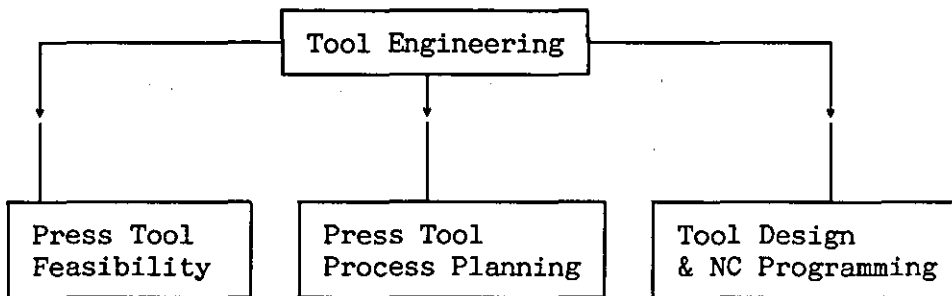 Tool Engineering
Press Tool
Feasibility
Press Tool
Process Planning
Tool Design
& NC Programming